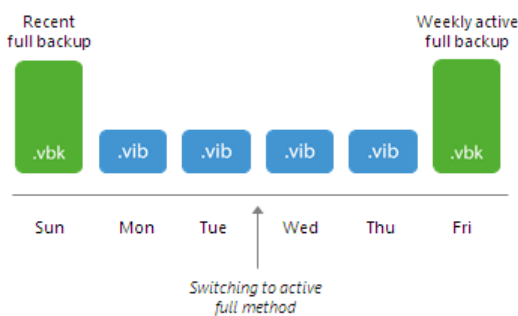 Recent
full backup
Weekly active
full backup
.vbk
.vib
.vib
.vib
.vib
.vbk
Sun
Mon
Tue
Wed
Thu
Fri
Switching to active
full method